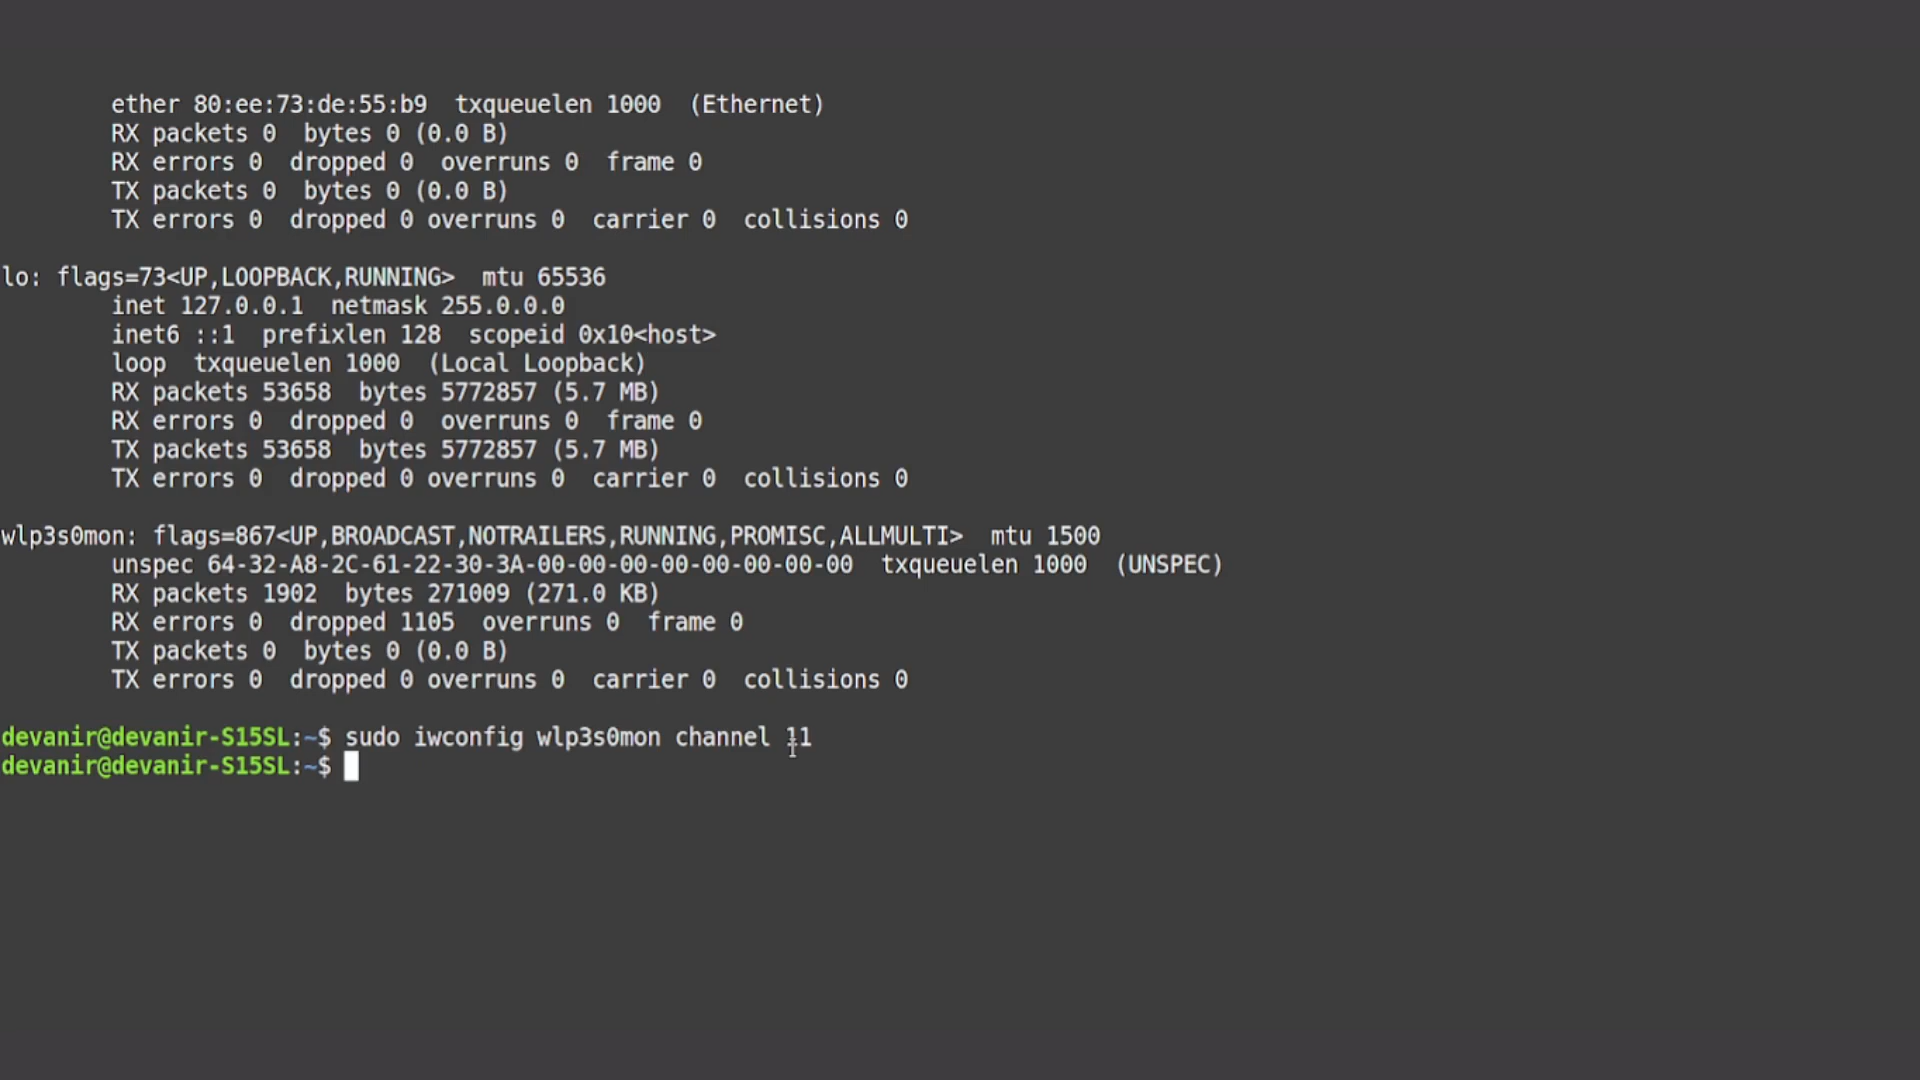 ether 80:ee:73:de:55:b9  txqueuelen 1000  (Ethernet)
RX packets 0  bytes 0 (0.0 B)
RX errors 0  dropped 0  overruns 0  frame 0
TX packets 0  bytes 0 (0.0 B)
TX errors 0  dropped 0 overruns 0  carrier 0  collisions 0
lo: flags=73<UP,LOOPBACK,RUNNING>  mtu 65536
inet 127.0.0.1  netmask 255.0.0.0
inet6 ::1  prefixlen 128  scopeid 0x10<host>
loop  txqueuelen 1000  (Local Loopback)
RX packets 53658  bytes 5772857 (5.7 MB)
RX errors 0  dropped 0  overruns 0  frame 0
TX packets 53658  bytes 5772857 (5.7 MB)
TX errors 0  dropped 0 overruns 0  carrier 0  collisions 0
wlp3s0mon: flags=867<UP,BROADCAST,NOTRAILERS,RUNNING,PROMISC,ALLMULTI>  mtu 1500
unspec 64-32-A8-2C-61-22-30-3A-00-00-00-00-00-00-00-00  txqueuelen 1000  (UNSPEC)
RX packets 1902  bytes 271009 (271.0 KB)
RX errors 0  dropped 1105  overruns 0  frame 0
TX packets 0  bytes 0 (0.0 B)
TX errors 0  dropped 0 overruns 0  carrier 0  collisions 0
devanir@devanir-S15SL:~$ sudo iwconfig wlp3s0mon channel 11
devanir@devanir-S15SL:~$